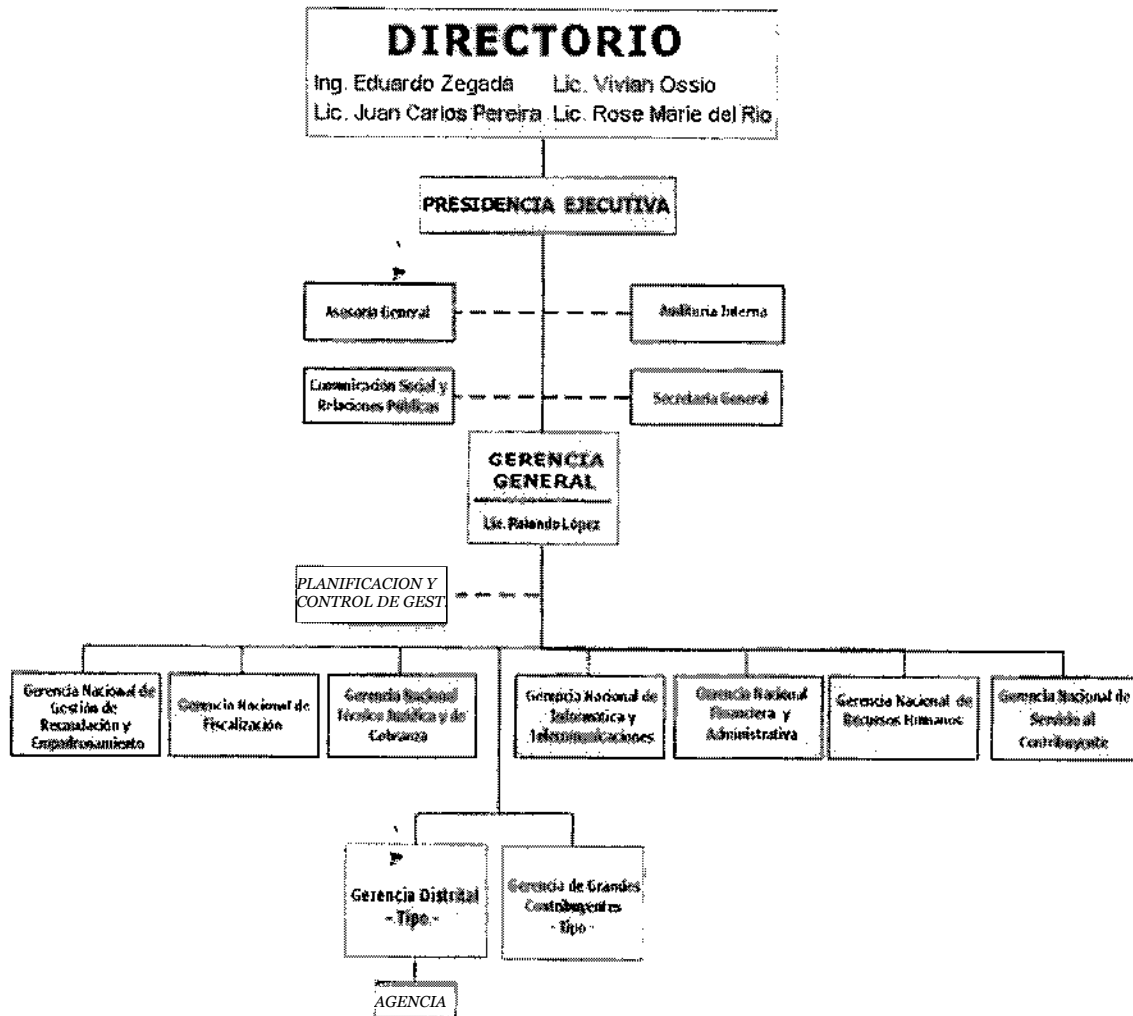 DIRECTORIO
Ing. Eduardo Zegada Lic. Vivian Ossio
Lic. Juan Carlos Pereira Lic. Rose Marie del Rio
PRESIDENCIA EJECUTIVA
Asesoría General
Auditoria Interna
Comunicación Social y
Relaciones Públicas
Secretaría General
GERENCIA
GENERAL
Lic. Rolando López
PLANIFICACION Y
CONTROL DE GEST.
Gerencia Nacional de
Gestión de
Recaudación y
Empadronamiento
Gerencia Nacional de
Fiscalización
Gerencia Nacional
Técnico Jurídica y de
Cobranza
Gerencia Nacional de
Informática y
Telecomunicaciones
Gerencia Nacional
Financiera y
Administrativa
Gerencia Nacional de
Recursos Humanos
Gerencia Nacional de
Servicio al
Contribuyente
Gerencia Distrital
- Tipo -
Gerencia de Grandes
Contribuyentes
- Tipo -
AGENCIA